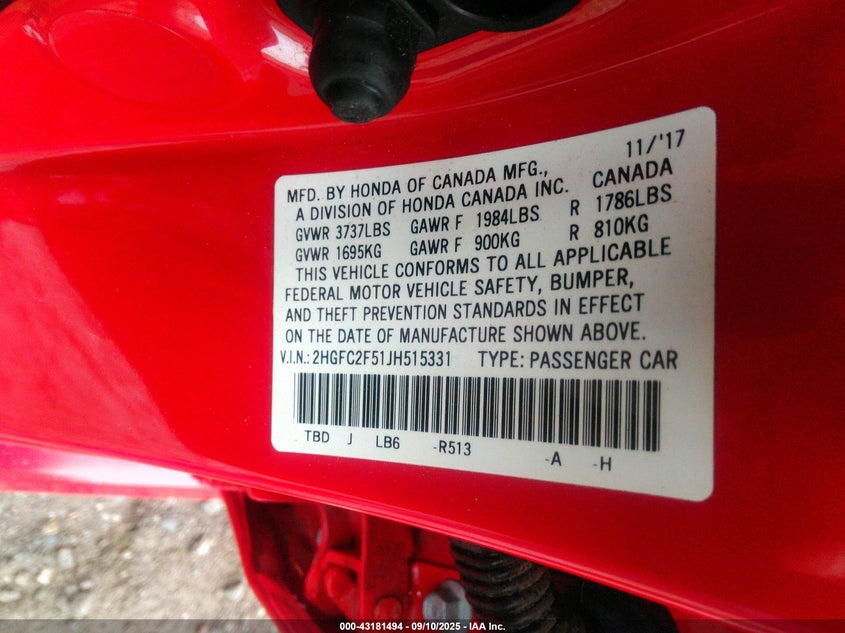 11/'17
MFD. BY HONDA OF CANADA MFG.,
A DIVISION OF HONDA CANADA INC. CANADA
GVWR 3737LBS GAWR F 1984LBS R 1786LBS
GVWR 1695KG GAWR F 900KG R 810KG
THIS VEHICLE CONFORMS TO ALL APPLICABLE
FEDERAL MOTOR VEHICLE SAFETY, BUMPER,
AND THEFT PREVENTION STANDARDS IN EFFECT
ON THE DATE OF MANUFACTURE SHOWN ABOVE.
V.I.N.: 2HGFC2F51JH515331 TYPE: PASSENGER CAR
TBD J LB6 -R513 -A -H
000-43181494 - 09/10/2025 - IAA Inc.